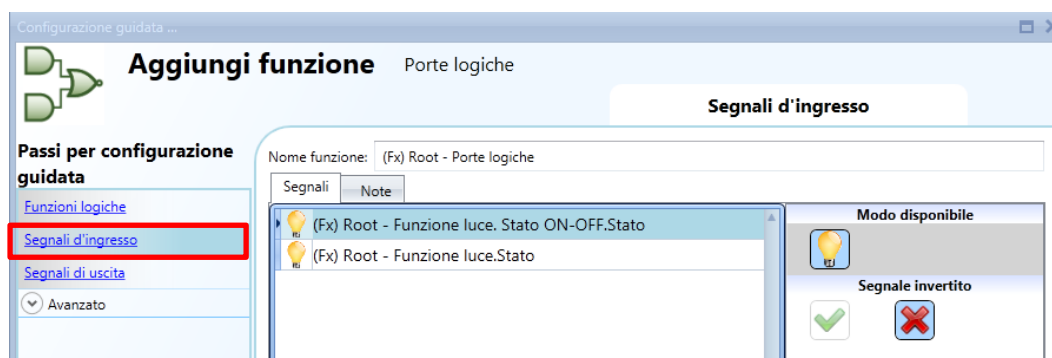 Configurazione guidata ...
Aggiungi funzione Porte logiche
Segnali d'ingresso
Passi per configurazione
guidata
Funzioni logiche
Segnali d'ingresso
Segnali di uscita
Avanzato
Nome funzione: (Fx) Root - Porte logiche
Segnali Note
(Fx) Root - Funzione luce. Stato ON-OFF.Stato
(Fx) Root - Funzione luce.Stato
Modo disponibile
Segnale invertito